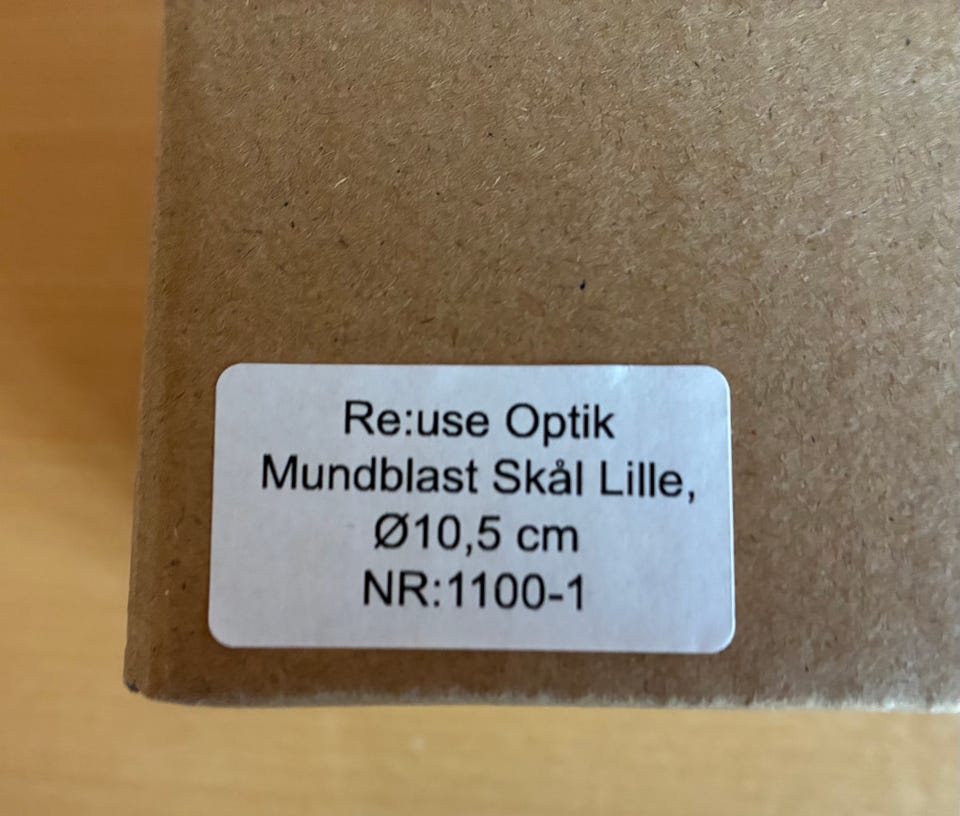 Re:use Optik
Mundblast Skål Lille,
Ø10,5 cm
NR:1100-1